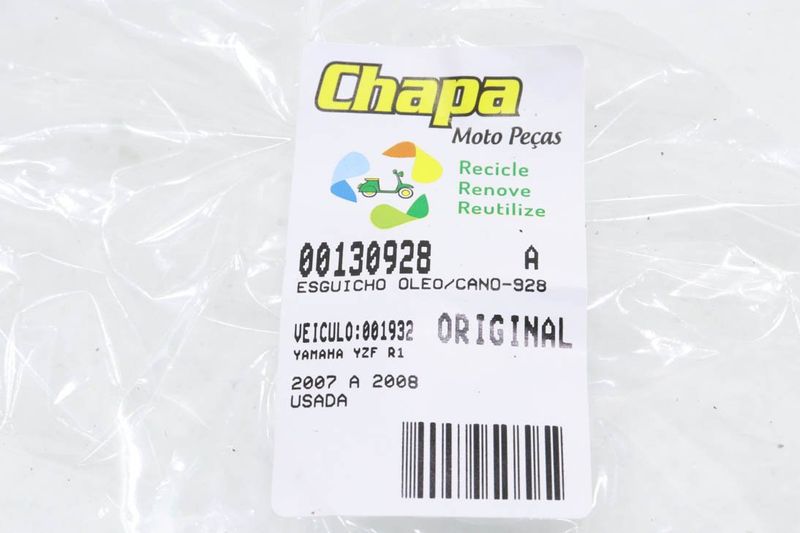 Chapa
Moto Peças
Recicle
Renove
Reutilize
00130928 A
ESGUICHO OLEO/CANO-928
VEICULO:001932 ORIGINAL
YAMAHA YZF R1
2007 A 2008
USADA